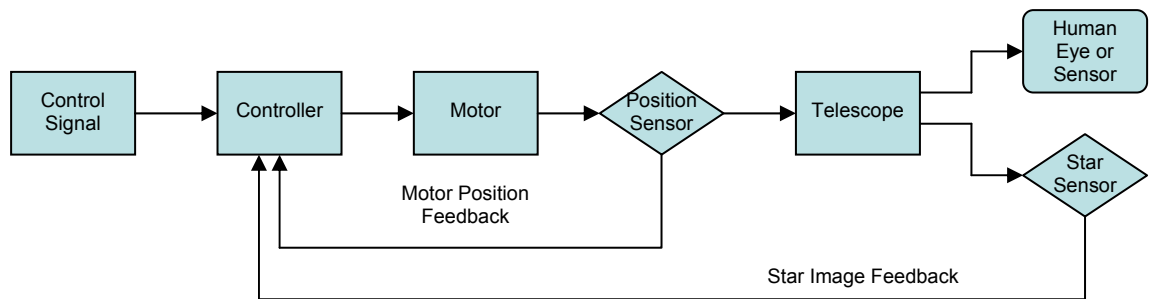 Control
Signal
Controller
Motor
Position
Sensor
Telescope
Human
Eye or
Sensor
Star
Sensor
Motor Position
Feedback
Star Image Feedback